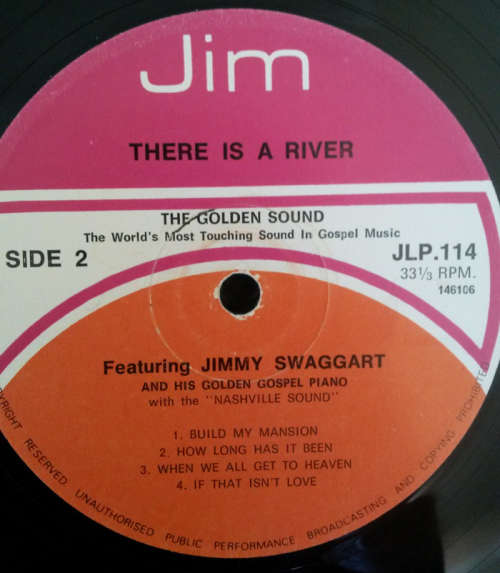 Jim
THERE IS A RIVER
THE GOLDEN SOUND
The World's Most Touching Sound In Gospel Music
SIDE 2
JLP.114
33⅓ RPM.
146106
Featuring JIMMY SWAGGART
AND HIS GOLDEN GOSPEL PIANO
with the "NASHVILLE SOUND"
1. BUILD MY MANSION
2. HOW LONG HAS IT BEEN
3. WHEN WE ALL GET TO HEAVEN
4. IF THAT ISN'T LOVE
PYRIGHT RESERVED UNAUTHORISED PUBLIC PERFORMANCE BROADCASTING AND COPYING PROHIBITED